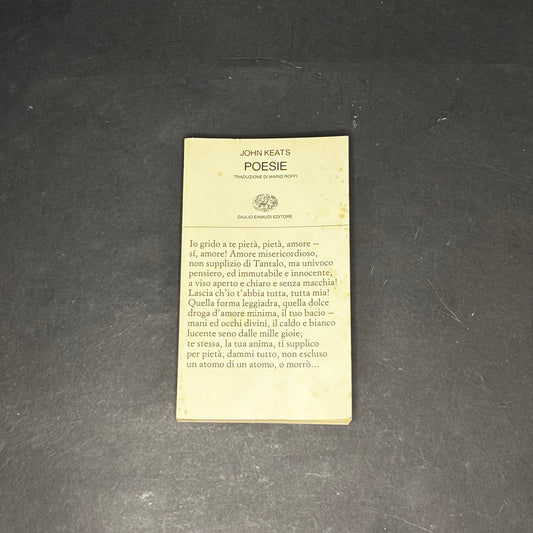 JOHN KEATS
POESIE
TRADUZIONE DI MARIO ROFFI
GIULIO EINAUDI EDITORE
Io grido a te pietà, pietà, amore –
sí, amore! Amore misericordioso,
non supplizio di Tantalo, ma univoco
pensiero, ed immutabile e innocente,
a viso aperto e chiaro e senza macchia!
Lascia ch'io t'abbia tutta, tutta mia!
Quella forma leggiadra, quella dolce
droga d'amore minima, il tuo bacio –
mani ed occhi divini, il caldo e bianco
lucente seno dalle mille gioie;
te stessa, la tua anima, ti supplico
per pietà, dammi tutto, non escluso
un atomo di un atomo, o morrò...